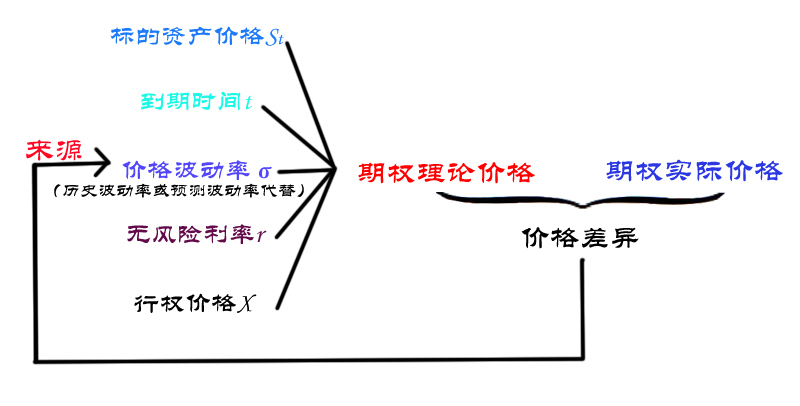 标的资产价格St
到期时间t
来源
价格波动率 σ
（历史波动率或预测波动率代替）
无风险利率r
行权价格X
期权理论价格
期权实际价格
价格差异